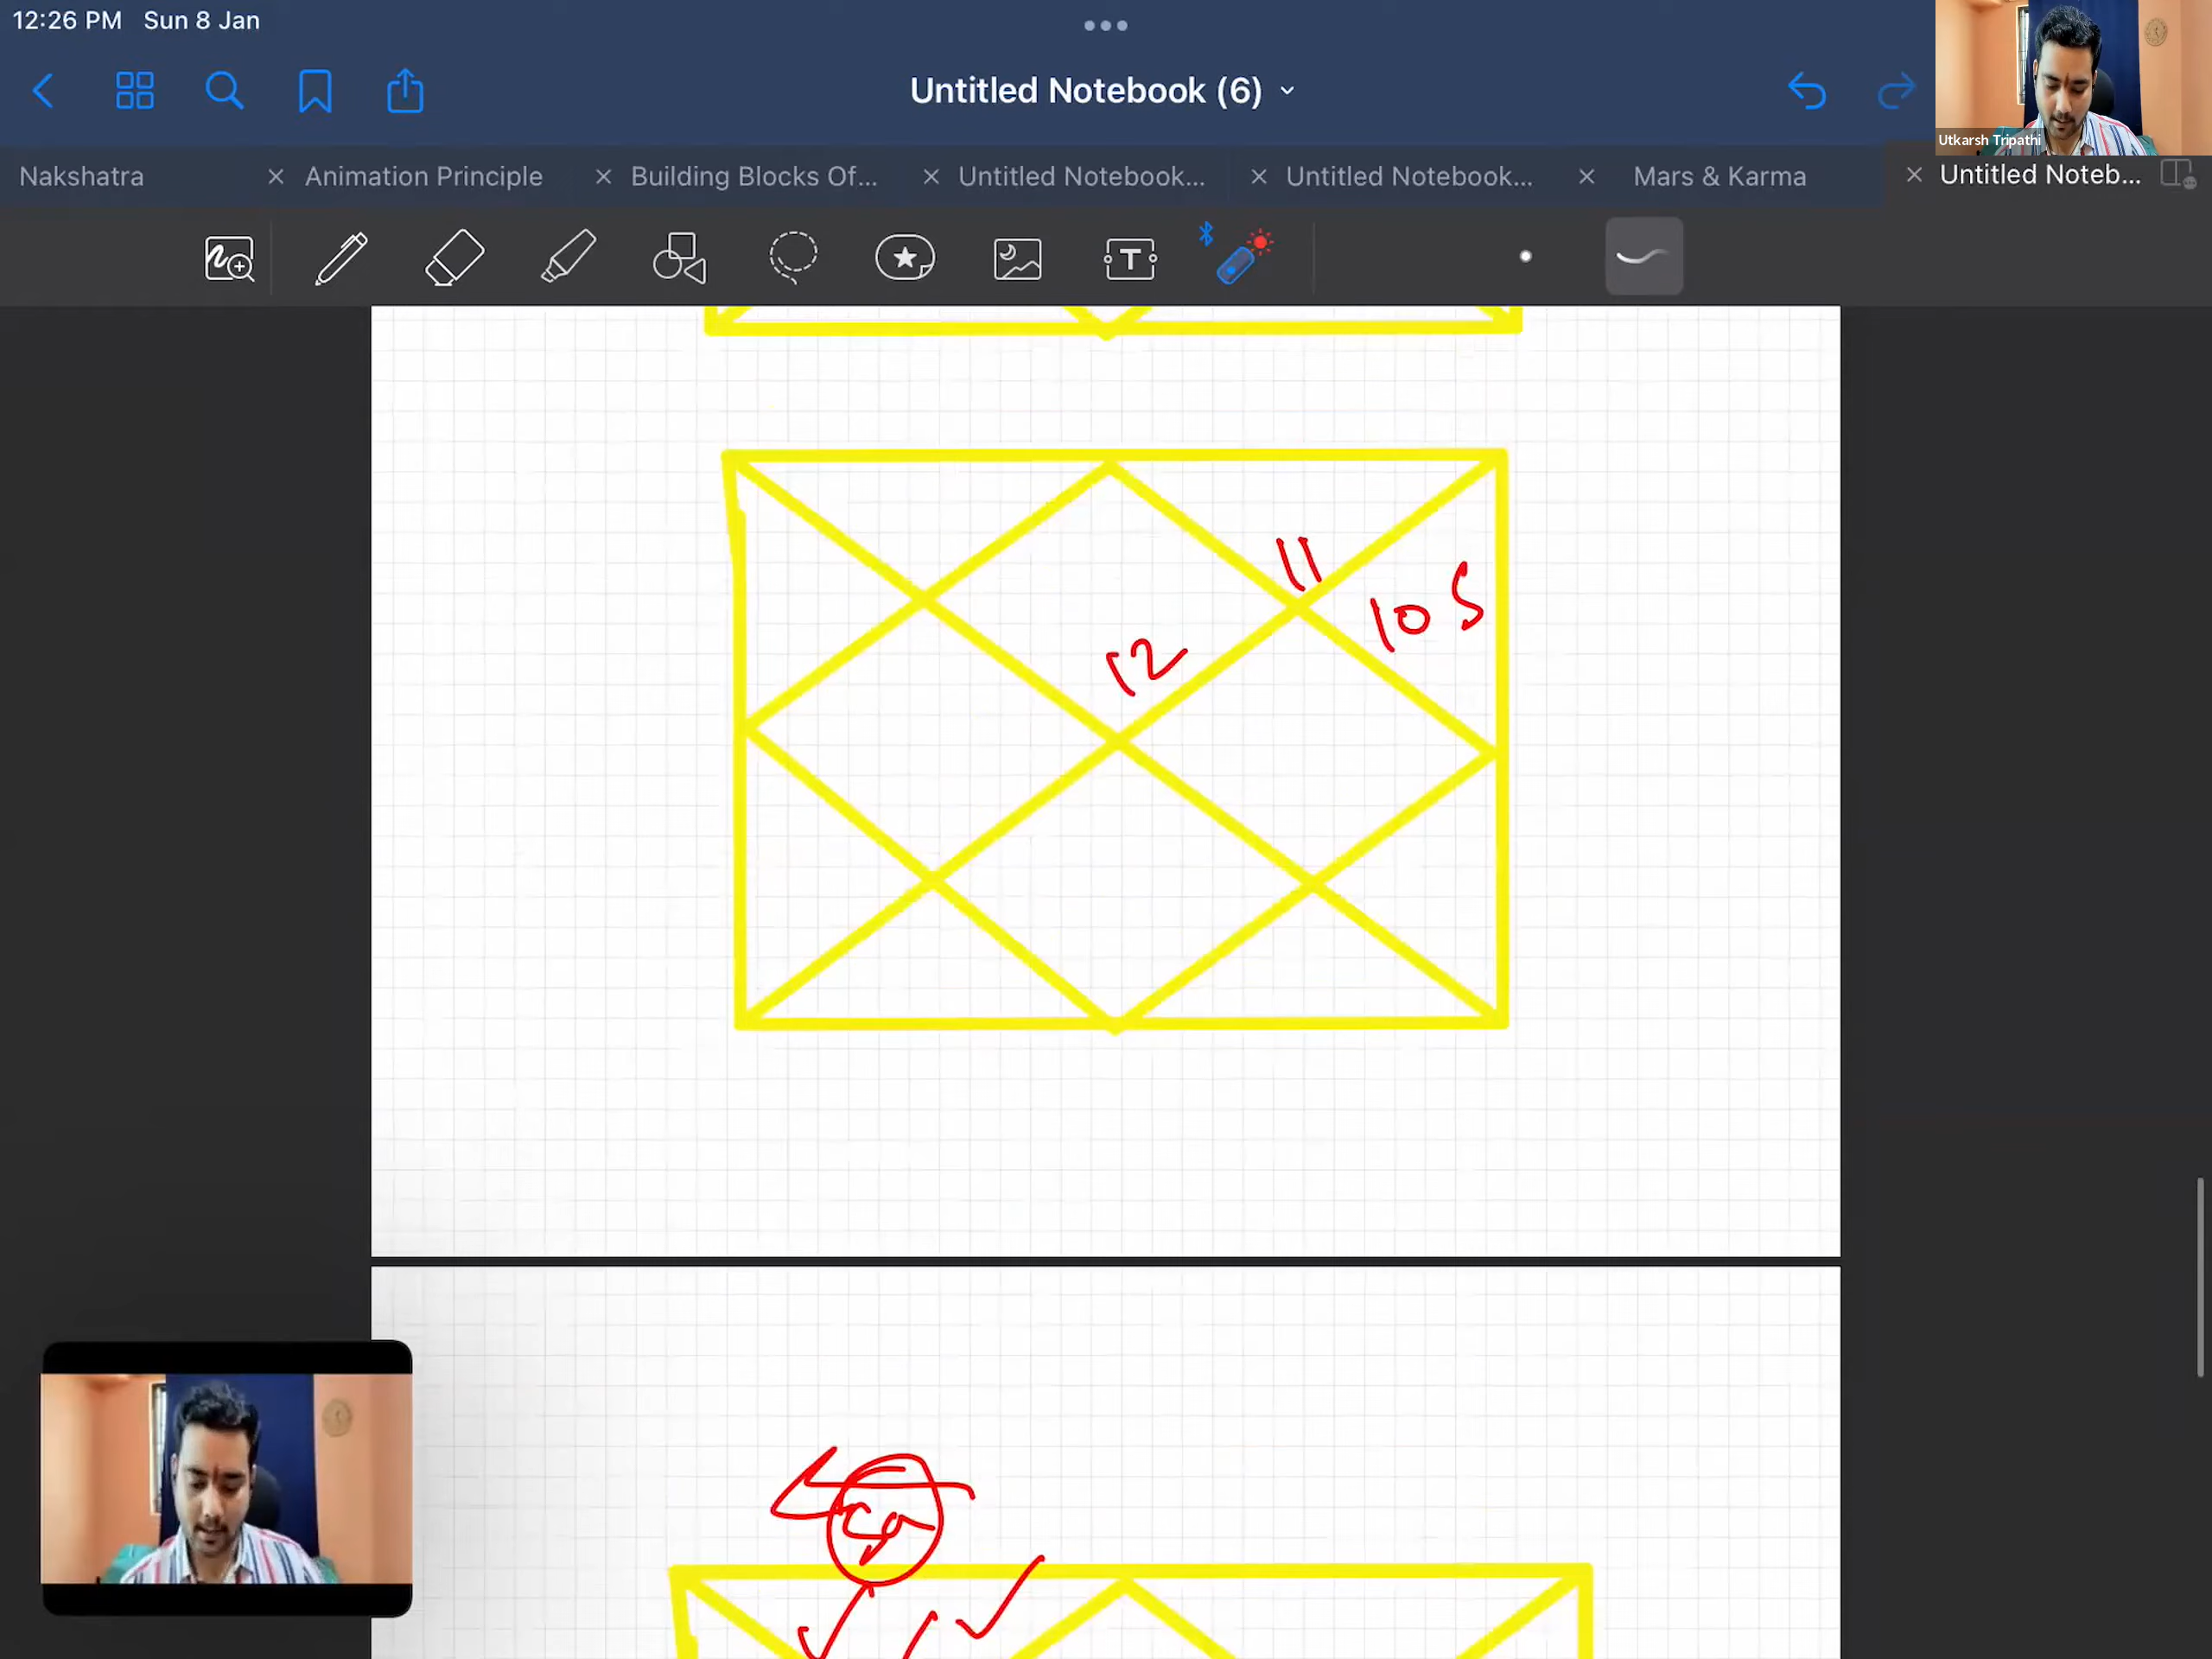 12:26 PM Sun 8 Jan
Untitled Notebook (6)
Utkarsh Tripathi
Nakshatra
Animation Principle
Building Blocks Of...
Untitled Notebook...
Untitled Notebook...
Mars & Karma
Untitled Noteb...
T
11
10 S
12